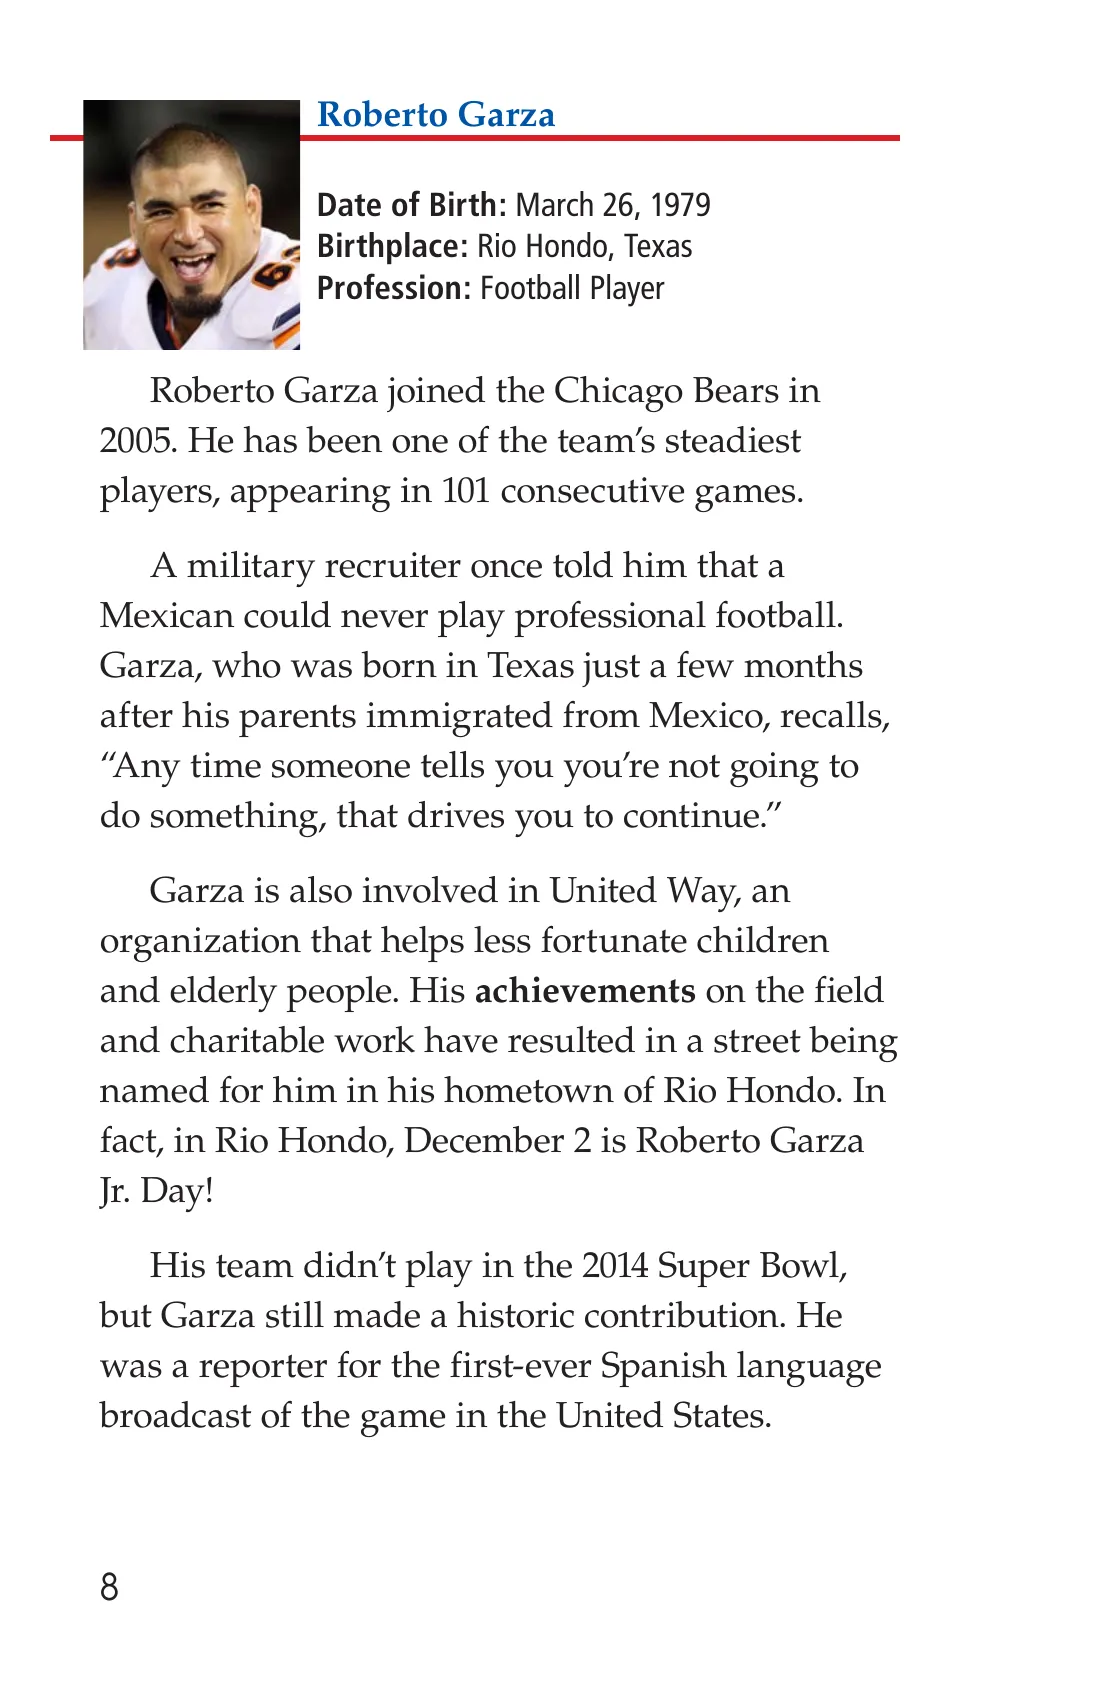 Roberto Garza
Date of Birth: March 26, 1979
Birthplace: Rio Hondo, Texas
Profession: Football Player
Roberto Garza joined the Chicago Bears in
2005. He has been one of the team’s steadiest
players, appearing in 101 consecutive games.
A military recruiter once told him that a
Mexican could never play professional football.
Garza, who was born in Texas just a few months
after his parents immigrated from Mexico, recalls,
“Any time someone tells you you’re not going to
do something, that drives you to continue.”
Garza is also involved in United Way, an
organization that helps less fortunate children
and elderly people. His achievements on the field
and charitable work have resulted in a street being
named for him in his hometown of Rio Hondo. In
fact, in Rio Hondo, December 2 is Roberto Garza
Jr. Day!
His team didn’t play in the 2014 Super Bowl,
but Garza still made a historic contribution. He
was a reporter for the first-ever Spanish language
broadcast of the game in the United States.
8